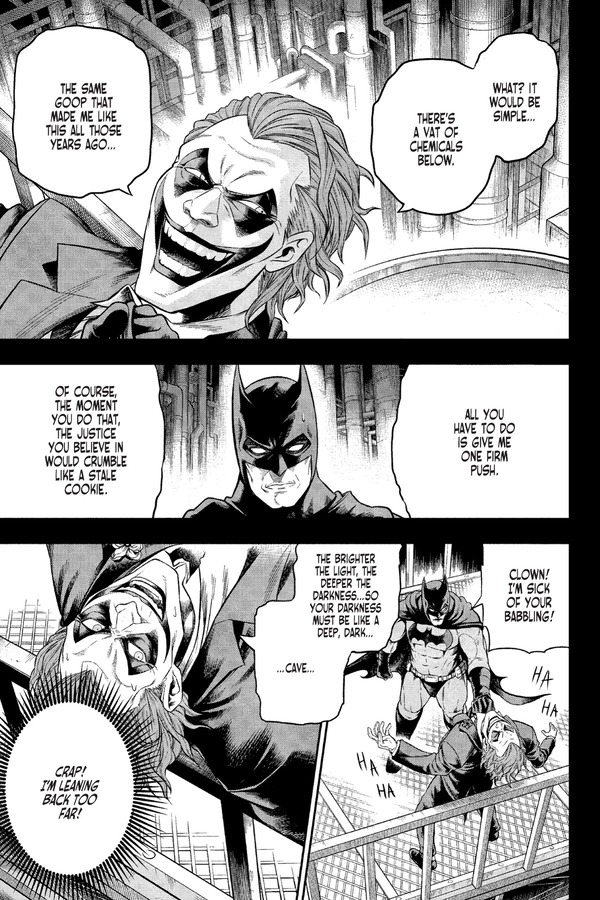 WHAT? IT
WOULD BE
SIMPLE...
THERE'S
A VAT OF
CHEMICALS
BELOW.
THE SAME
GOOP THAT
MADE ME LIKE
THIS ALL THOSE
YEARS AGO...
ALL YOU
HAVE TO DO
IS GIVE ME
ONE FIRM
PUSH.
OF COURSE,
THE MOMENT
YOU DO THAT,
THE JUSTICE
YOU BELIEVE IN
WOULD CRUMBLE
LIKE A STALE
COOKIE.
CLOWN!
I'M SICK
OF YOUR
BABBLING!
HA
HA
THE BRIGHTER
THE LIGHT, THE
DEEPER THE
DARKNESS...SO
YOUR DARKNESS
MUST BE LIKE A
DEEP, DARK...
...CAVE...
HA
HA
CRAP!
I'M LEANING
BACK TOO
FAR!